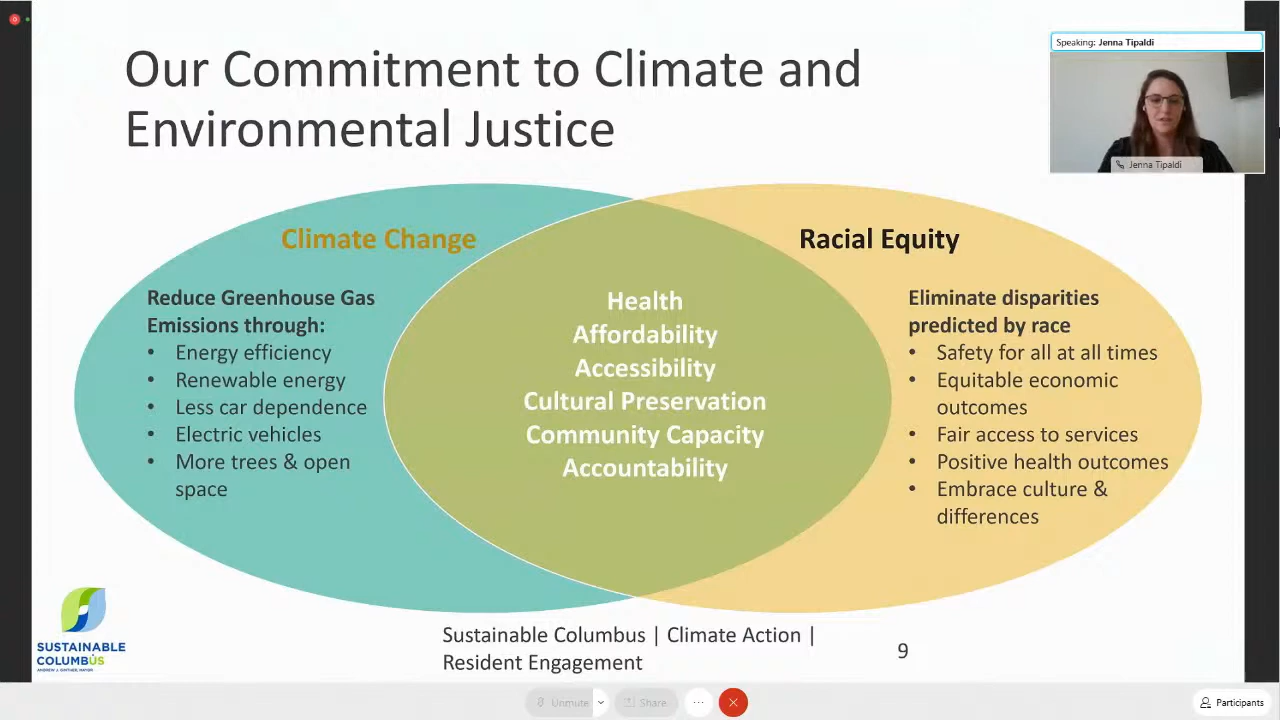 Our Commitment to Climate and
Environmental Justice
Speaking: Jenna Tipaldi
Jenna Tipaldi
Climate Change
Reduce Greenhouse Gas
Emissions through:
• Energy efficiency
• Renewable energy
• Less car dependence
• Electric vehicles
• More trees & open
space
Health
Affordability
Accessibility
Cultural Preservation
Community Capacity
Accountability
Racial Equity
Eliminate disparities
predicted by race
• Safety for all at all times
• Equitable economic
outcomes
• Fair access to services
• Positive health outcomes
• Embrace culture &
differences
SUSTAINABLE
COLUMBUS
ANDREW J. GINTHER, MAYOR
Sustainable Columbus | Climate Action |
Resident Engagement
9
Unmute
Share
Participants